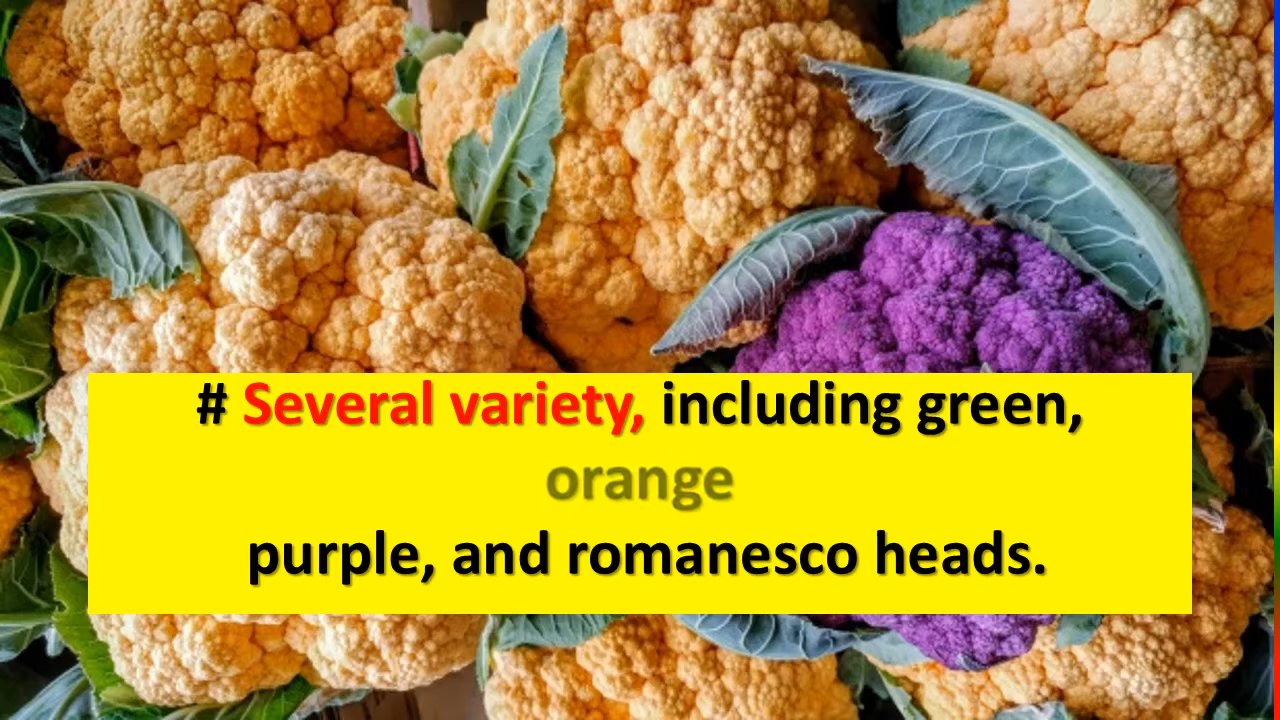 # Several variety, including green,
orange
purple, and romanesco heads.